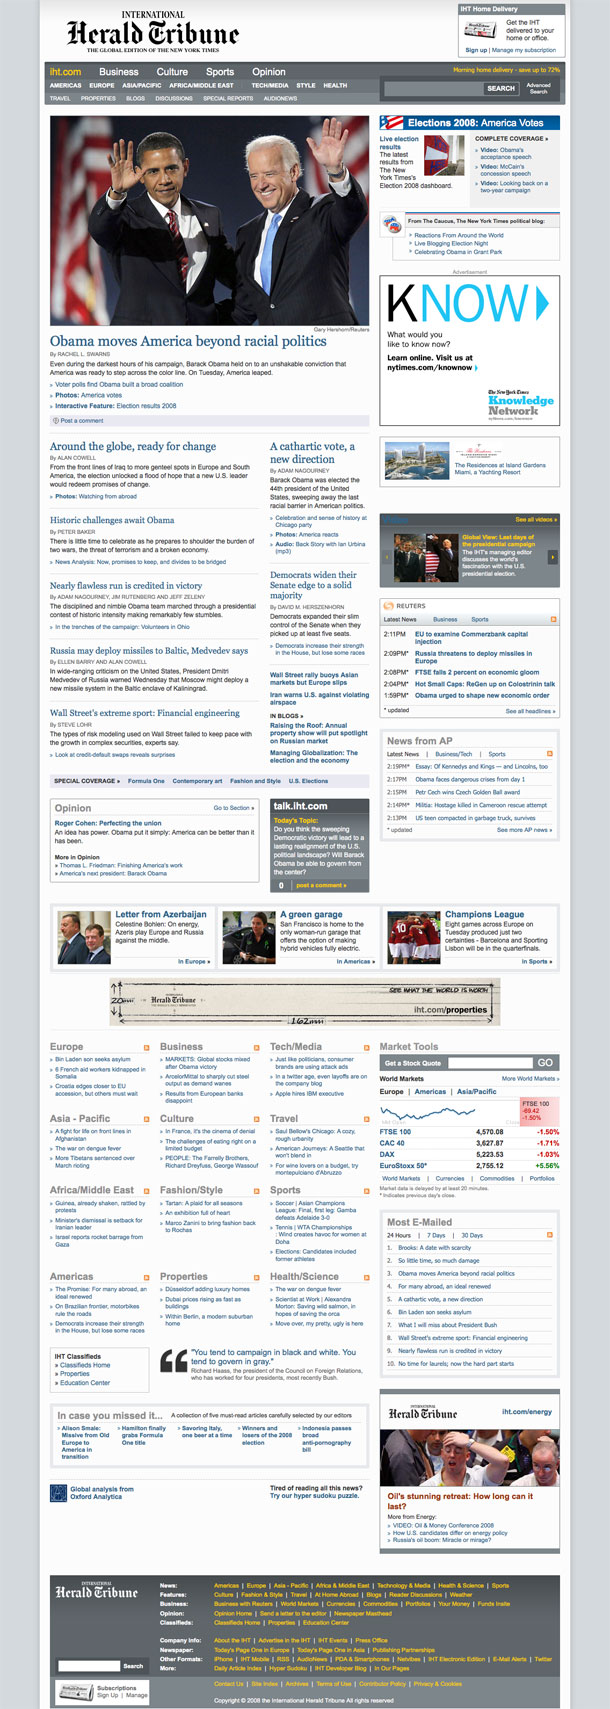 INTERNATIONAL
Herald Tribune
THE GLOBAL EDITION OF THE NEW YORK TIMES
IHT Home Delivery
Get the IHT
delivered to your
home or office.
Sign up | Manage my subscription
iht.com Business Culture Sports Opinion
Morning home delivery - save up to 72%
AMERICAS EUROPE ASIA/PACIFIC AFRICA/MIDDLE EAST TECH/MEDIA STYLE HEALTH
TRAVEL PROPERTIES BLOGS DISCUSSIONS SPECIAL REPORTS AUDIONEWS
SEARCH
Advanced
Search
Gary Hershorn/Reuters
Obama moves America beyond racial politics
By RACHEL L. SWARNS
Even during the darkest hours of his campaign, Barack Obama held on to an unshakable conviction that
America was ready to step across the color line. On Tuesday, America leaped.
» Voter polls find Obama built a broad coalition
» Photos: America votes
» Interactive Feature: Election results 2008
Post a comment
Around the globe, ready for change
By ALAN COWELL
From the front lines of Iraq to more genteel spots in Europe and South
America, the election unlocked a flood of hope that a new U.S. leader
would redeem promises of change.
» Photos: Watching from abroad
Historic challenges await Obama
By PETER BAKER
There is little time to celebrate as he prepares to shoulder the burden of
two wars, the threat of terrorism and a broken economy.
» News Analysis: Now, promises to keep, and divides to be bridged
Nearly flawless run is credited in victory
By ADAM NAGOURNEY, JIM RUTENBERG AND JEFF ZELENY
The disciplined and nimble Obama team marched through a presidential
contest of historic intensity making remarkably few stumbles.
» In the trenches of the campaign: Volunteers in Ohio
Russia may deploy missiles to Baltic, Medvedev says
By ELLEN BARRY AND ALAN COWELL
In wide-ranging criticism on the United States, President Dmitri
Medvedev of Russia warned Wednesday that Moscow might deploy a
new missile system in the Baltic enclave of Kaliningrad.
Wall Street's extreme sport: Financial engineering
By STEVE LOHR
The types of risk modeling used on Wall Street failed to keep pace with
the growth in complex securities, experts say.
» Look at credit-default swaps reveals surprises
A cathartic vote, a
new direction
By ADAM NAGOURNEY
Barack Obama was elected the
44th president of the United
States, sweeping away the last
racial barrier in American politics.
» Celebration and sense of history at
Chicago party
» Photos: America reacts
» Audio: Back Story with Ian Urbina
(mp3)
Democrats widen their
Senate edge to a solid
majority
By DAVID M. HERSZENHORN
Democrats expanded their slim
control of the Senate when they
picked up at least five seats.
» Democrats increase their strength
in the House, but lose some races
Wall Street rally buoys Asian
markets but Europe slips
Iran warns U.S. against violating
airspace
IN BLOGS »
Raising the Roof: Annual
property show will put spotlight
on Russian market
Managing Globalization: The
election and the economy
SPECIAL COVERAGE » Formula One Contemporary art Fashion and Style U.S. Elections
Opinion
Go to Section »
Roger Cohen: Perfecting the union
An idea has power. Obama put it simply: America can be better than it
has been.
More in Opinion
» Thomas L. Friedman: Finishing America's work
» America's next president: Barack Obama
talk.iht.com
Today's Topic:
Do you think the sweeping
Democratic victory will lead to a
lasting realignment of the U.S.
political landscape? Will Barack
Obama be able to govern from
the center?
0 post a comment »
Elections 2008: America Votes
Live election
results
The latest
results from
The New
York Times's
Election 2008 dashboard.
COMPLETE COVERAGE »
» Video: Obama's
acceptance speech
» Video: McCain's
concession speech
» Video: Looking back on a
two-year campaign
From The Caucus, The New York Times political blog:
» Reactions From Around the World
» Live Blogging Election Night
» Celebrating Obama in Grant Park
Advertisement
KNOW
What would you
like to know now?
Learn online. Visit us at
nytimes.com/knownow
The New York Times
Knowledge
Network
The Residences at Island Gardens
Miami, a Yachting Resort
See all videos »
Global View: Last days of
the presidential campaign
The IHT's managing editor
discusses the world's
fascination with the U.S.
presidential election.
REUTERS
Latest News Business Sports
2:11PM EU to examine Commerzbank capital
injection
2:09PM* Russia threatens to deploy missiles in
Europe
2:08PM* FTSE falls 2 percent on economic gloom
2:04PM* Hot Small Caps: ReGen up on Colostrinin talk
1:59PM* Obama urged to shape new economic order
* updated
See all headlines »
News from AP
Latest News | Business/Tech | Sports
2:19PM* Essay: Of Kennedys and Kings — and Lincoln, too
2:17PM Obama faces dangerous crises from day 1
2:15PM Petr Cech wins Czech Golden Ball award
2:14PM* Militia: Hostage killed in Cameroon rescue attempt
2:13PM US teen compacted in garbage truck, survives
* updated
See more AP news »
Letter from Azerbaijan
Celestine Bohlen: On energy,
Azeris play Europe and Russia
against the middle.
in Europe »
A green garage
San Francisco is home to the
only woman-run garage that
offers the option of making
hybrid vehicles fully electric.
in Americas »
Champions League
Eight games across Europe on
Tuesday produced just two
certainties - Barcelona and Sporting
Lisbon will be in the quarterfinals.
in Sports »
20mm
Herald Tribune
162mm
SEE WHAT THE WORLD IS WORTH
iht.com/properties
Europe
» Bin Laden son seeks asylum
» 6 French aid workers kidnapped in
Somalia
» Croatia edges closer to EU
accession, but others must wait
Business
» MARKETS: Global stocks mixed
after Obama victory
» ArcelorMittal to sharply cut steel
output as demand wanes
» Results from European banks
disappoint
Tech/Media
» Just like politicians, consumer
brands are using attack ads
» In a twitter age, even layoffs are on
the company blog
» Apple hires IBM executive
Asia - Pacific
» A fight for life on front lines in
Afghanistan
» The war on dengue fever
» More Tibetans sentenced over
March rioting
Culture
» In France, it's the cinema of denial
» The challenges of eating right on a
limited budget
» PEOPLE: The Farrelly Brothers,
Richard Dreyfuss, George Wassouf
Travel
» Saul Bellow's Chicago: A cozy,
rough urbanity
» American Journeys: A Seattle that
won't blend in
» For wine lovers on a budget, try
montepulciano d'Abruzzo
Africa/Middle East
» Guinea, already shaken, rattled by
protests
» Minister's dismissal is setback for
Iranian leader
» Israel reports rocket barrage from
Gaza
Fashion/Style
» Tartan: A plaid for all seasons
» An exhibition full of heart
» Marco Zanini to bring fashion back
to Rochas
Sports
» Soccer | Asian Champions
League: Final, first leg: Gamba
defeats Adelaide 3-0
» Tennis | WTA Championships
: Wind creates havoc for women at
Doha
» Elections: Candidates included
former athletes
Americas
» The Promise: For many abroad, an
ideal renewed
» On Brazilian frontier, motorbikes
rule the roads
» Democrats increase their strength
in the House, but lose some races
Properties
» Düsseldorf adding luxury homes
» Dubai prices rising as fast as
buildings
» Within Berlin, a modern suburban
home
Health/Science
» The war on dengue fever
» Scientist at Work | Alexandra
Morton: Saving wild salmon, in
hopes of saving the orca
» Move over, my pretty, ugly is here
Market Tools
Get a Stock Quote GO
World Markets
More World Markets »
Europe | Americas | Asia/Pacific
FTSE 100
-69.42
-1.50%
FTSE 100 4,570.08 -1.50%
CAC 40 3,627.87 -1.71%
DAX 5,223.53 -1.03%
EuroStoxx 50* 2,755.12 +5.56%
World Markets | Currencies | Commodities | Portfolios
Market data is delayed by at least 20 minutes.
* Indicates previous day's close.
Most E-Mailed
24 Hours | 7 Days | 30 Days
1. Brooks: A date with scarcity
2. So little time, so much damage
3. Obama moves America beyond racial politics
4. For many abroad, an ideal renewed
5. A cathartic vote, a new direction
6. Bin Laden son seeks asylum
7. What I will miss about President Bush
8. Wall Street's extreme sport: Financial engineering
9. Nearly flawless run is credited in victory
10. No time for laurels; now the hard part starts
IHT Classifieds
» Classifieds Home
» Properties
» Education Center
"You tend to campaign in black and white. You
tend to govern in gray."
Richard Haass, the president of the Council on Foreign Relations,
who has worked for four presidents, most recently Bush.
In case you missed it...
A collection of five must-read articles carefully selected by our editors
» Alison Smale:
Missive from Old
Europe to
America in
transition
» Hamilton finally
grabs Formula
One title
» Savoring Italy,
one beer at a time
» Winners and
losers of the 2008
election
» Indonesia passes
broad
anti-pornography
bill
Global analysis from
Oxford Analytica
Tired of reading all this news?
Try our hyper sudoku puzzle.
INTERNATIONAL
Herald Tribune
iht.com/energy
Oil's stunning retreat: How long can it
last?
More from Energy:
» VIDEO: Oil & Money Conference 2008
» How U.S. candidates differ on energy policy
» Russia's oil boom: Miracle or mirage?
INTERNATIONAL
Herald Tribune
Search
Subscriptions
Sign Up | Manage
News: Americas | Europe | Asia - Pacific | Africa & Middle East | Technology & Media | Health & Science | Sports
Features: Culture | Fashion & Style | Travel | At Home Abroad | Blogs | Reader Discussions | Weather
Business: Business with Reuters | World Markets | Currencies | Commodities | Portfolios | Your Money | Funds Insite
Opinion: Opinion Home | Send a letter to the editor | Newspaper Masthead
Classifieds: Classifieds Home | Properties | Education Center
Company Info: About the IHT | Advertise in the IHT | IHT Events | Press Office
Newspaper: Today's Page One in Europe | Today's Page One in Asia | Publishing Partnerships
Other Formats: iPhone | IHT Mobile | RSS | AudioNews | PDA & Smartphones | Netvibes | IHT Electronic Edition | E-Mail Alerts | Twitter
More: Daily Article Index | Hyper Sudoku | IHT Developer Blog | In Our Pages
Contact Us | Site Index | Archives | Terms of Use | Contributor Policy | Privacy & Cookies
Copyright © 2008 the International Herald Tribune All rights reserved